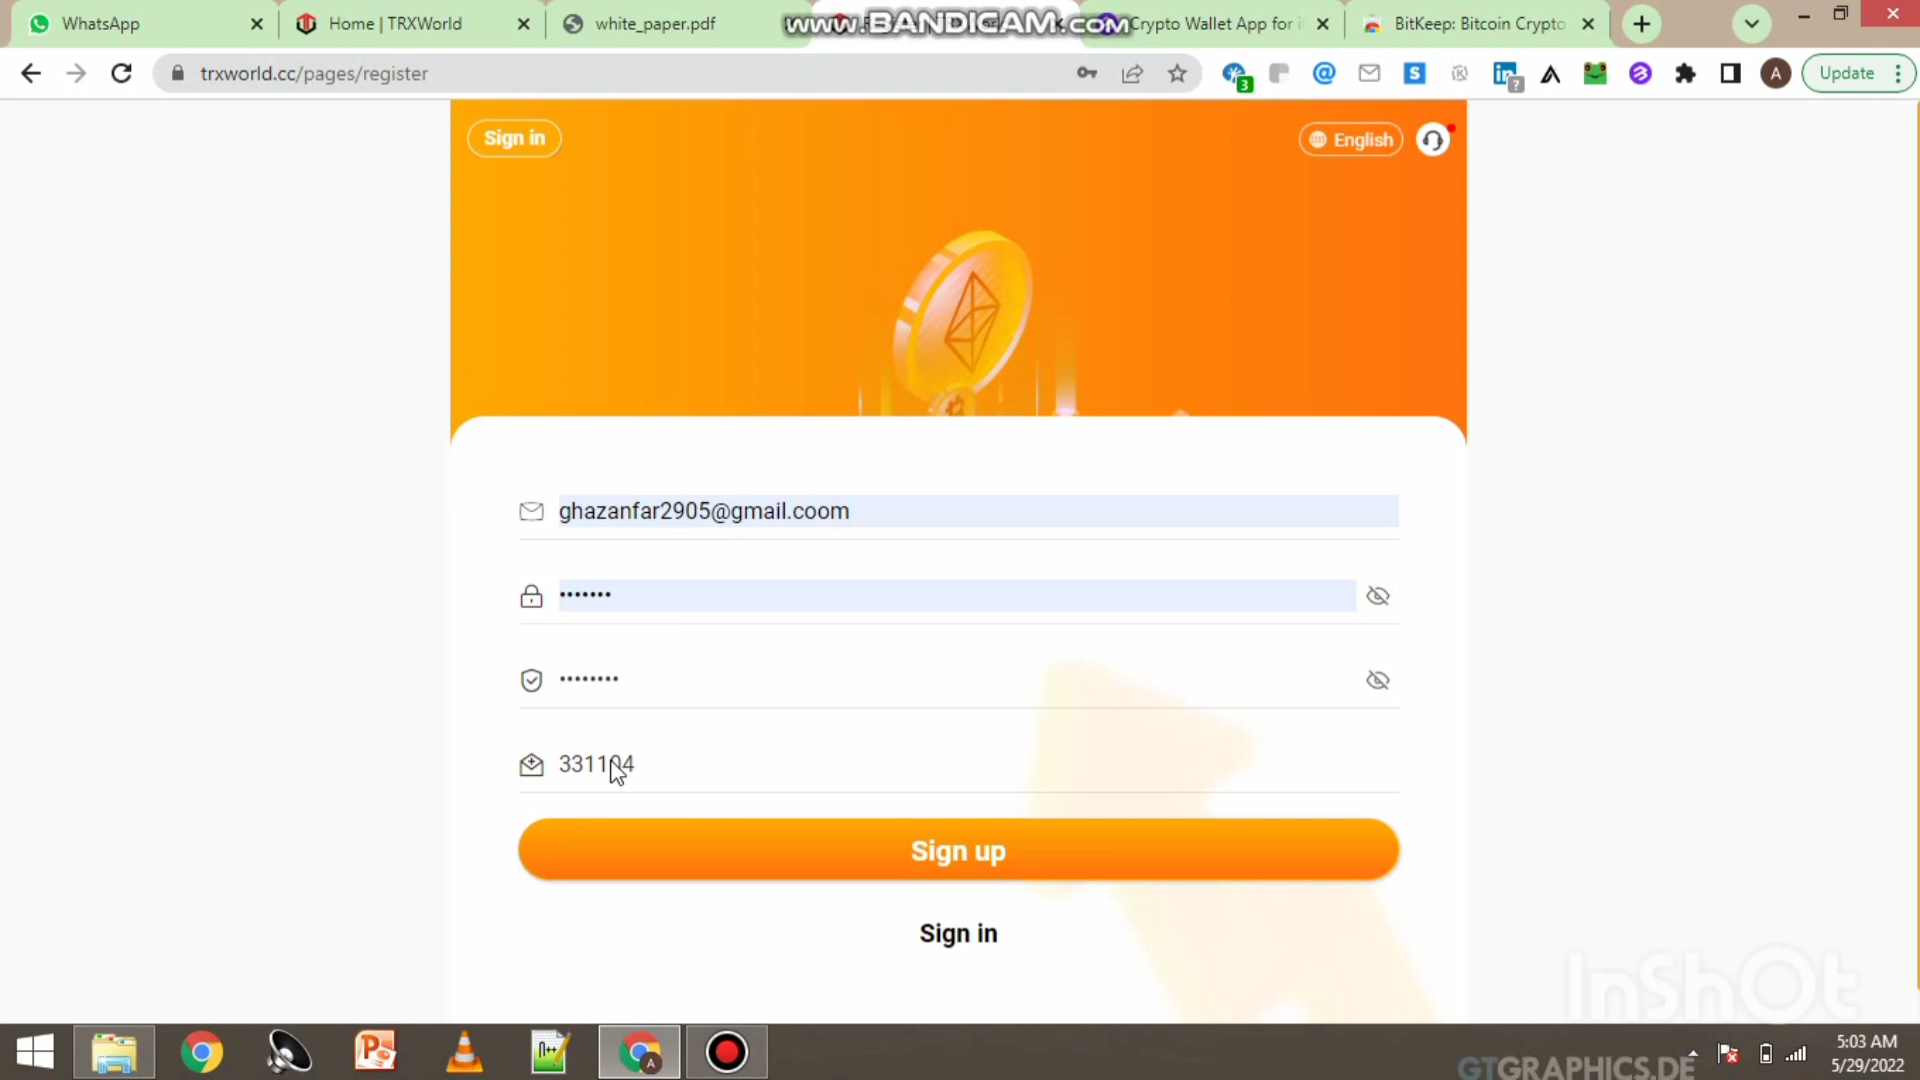 WhatsApp
Home | TRXWorld
white_paper.pdf
www.BANDICAM.com
Crypto Wallet App for i
BitKeep: Bitcoin Crypto
trxworld.cc/pages/register
3
A
Update
Sign in
English
ghazanfar2905@gmail.coom
•••••••
••••••••
331104
Sign up
Sign in
InShOt
5:03 AM
GTGRAPHICS.DE
5/29/2022